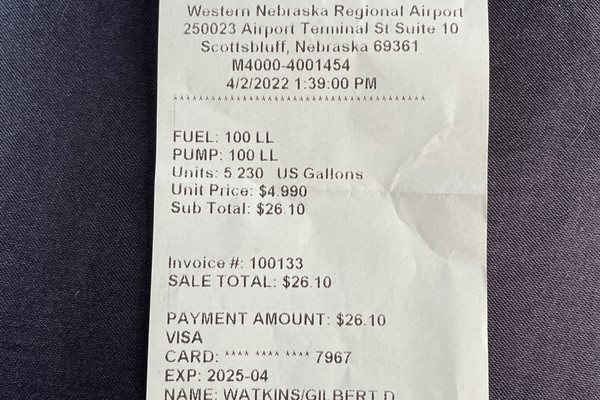 Western Nebraska Regional Airport
250023 Airport Terminal St Suite 10
Scottsbluff, Nebraska 69361
M4000-4001454
4/2/2022 1:39:00 PM
****************************************
FUEL: 100 LL
PUMP: 100 LL
Units: 5.230 US Gallons
Unit Price: $4.990
Sub Total: $26.10
Invoice #: 100133
SALE TOTAL: $26.10
PAYMENT AMOUNT: $26.10
VISA
CARD: **** **** **** 7967
EXP: 2025-04
NAME: WATKINS/GILBERT D